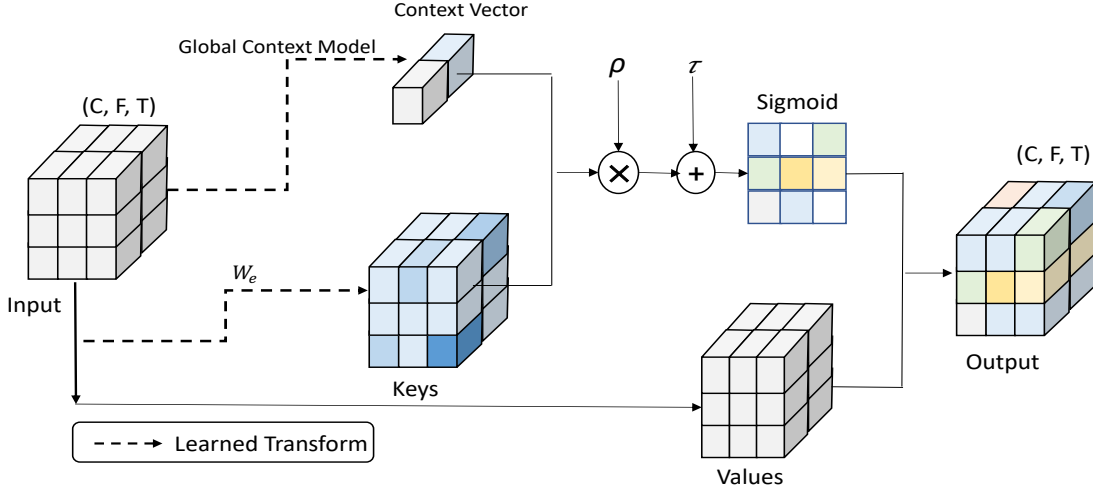 Context Vector
Global Context Model
ρ
τ
Sigmoid
(C, F, T)
(C, F, T)
Input
W_e
Keys
Output
Values
Learned Transform